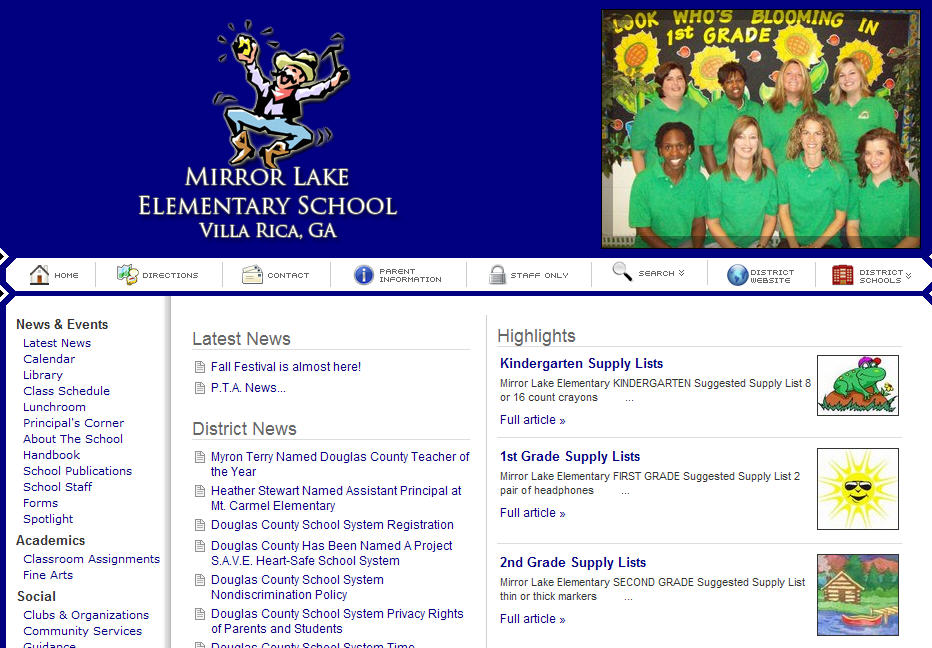 LOOK WHO'S BLOOMING IN
1st GRADE
MIRROR LAKE
ELEMENTARY SCHOOL
VILLA RICA, GA
HOME
DIRECTIONS
CONTACT
PARENT
INFORMATION
STAFF ONLY
SEARCH
DISTRICT
WEBSITE
DISTRICT
SCHOOLS
News & Events
Latest News
Calendar
Library
Class Schedule
Lunchroom
Principal's Corner
About The School
Handbook
School Publications
School Staff
Forms
Spotlight
Academics
Classroom Assignments
Fine Arts
Social
Clubs & Organizations
Community Services
Guidance
Latest News
Fall Festival is almost here!
P.T.A. News...
District News
Myron Terry Named Douglas County Teacher of
the Year
Heather Stewart Named Assistant Principal at
Mt. Carmel Elementary
Douglas County School System Registration
Douglas County Has Been Named A Project
S.A.V.E. Heart-Safe School System
Douglas County School System
Nondiscrimination Policy
Douglas County School System Privacy Rights
of Parents and Students
Douglas County School System Time
Highlights
Kindergarten Supply Lists
Mirror Lake Elementary KINDERGARTEN Suggested Supply List 8
or 16 count crayons ...
Full article »
1st Grade Supply Lists
Mirror Lake Elementary FIRST GRADE Suggested Supply List 2
pair of headphones ...
Full article »
2nd Grade Supply Lists
Mirror Lake Elementary SECOND GRADE Suggested Supply List
thin or thick markers ...
Full article »